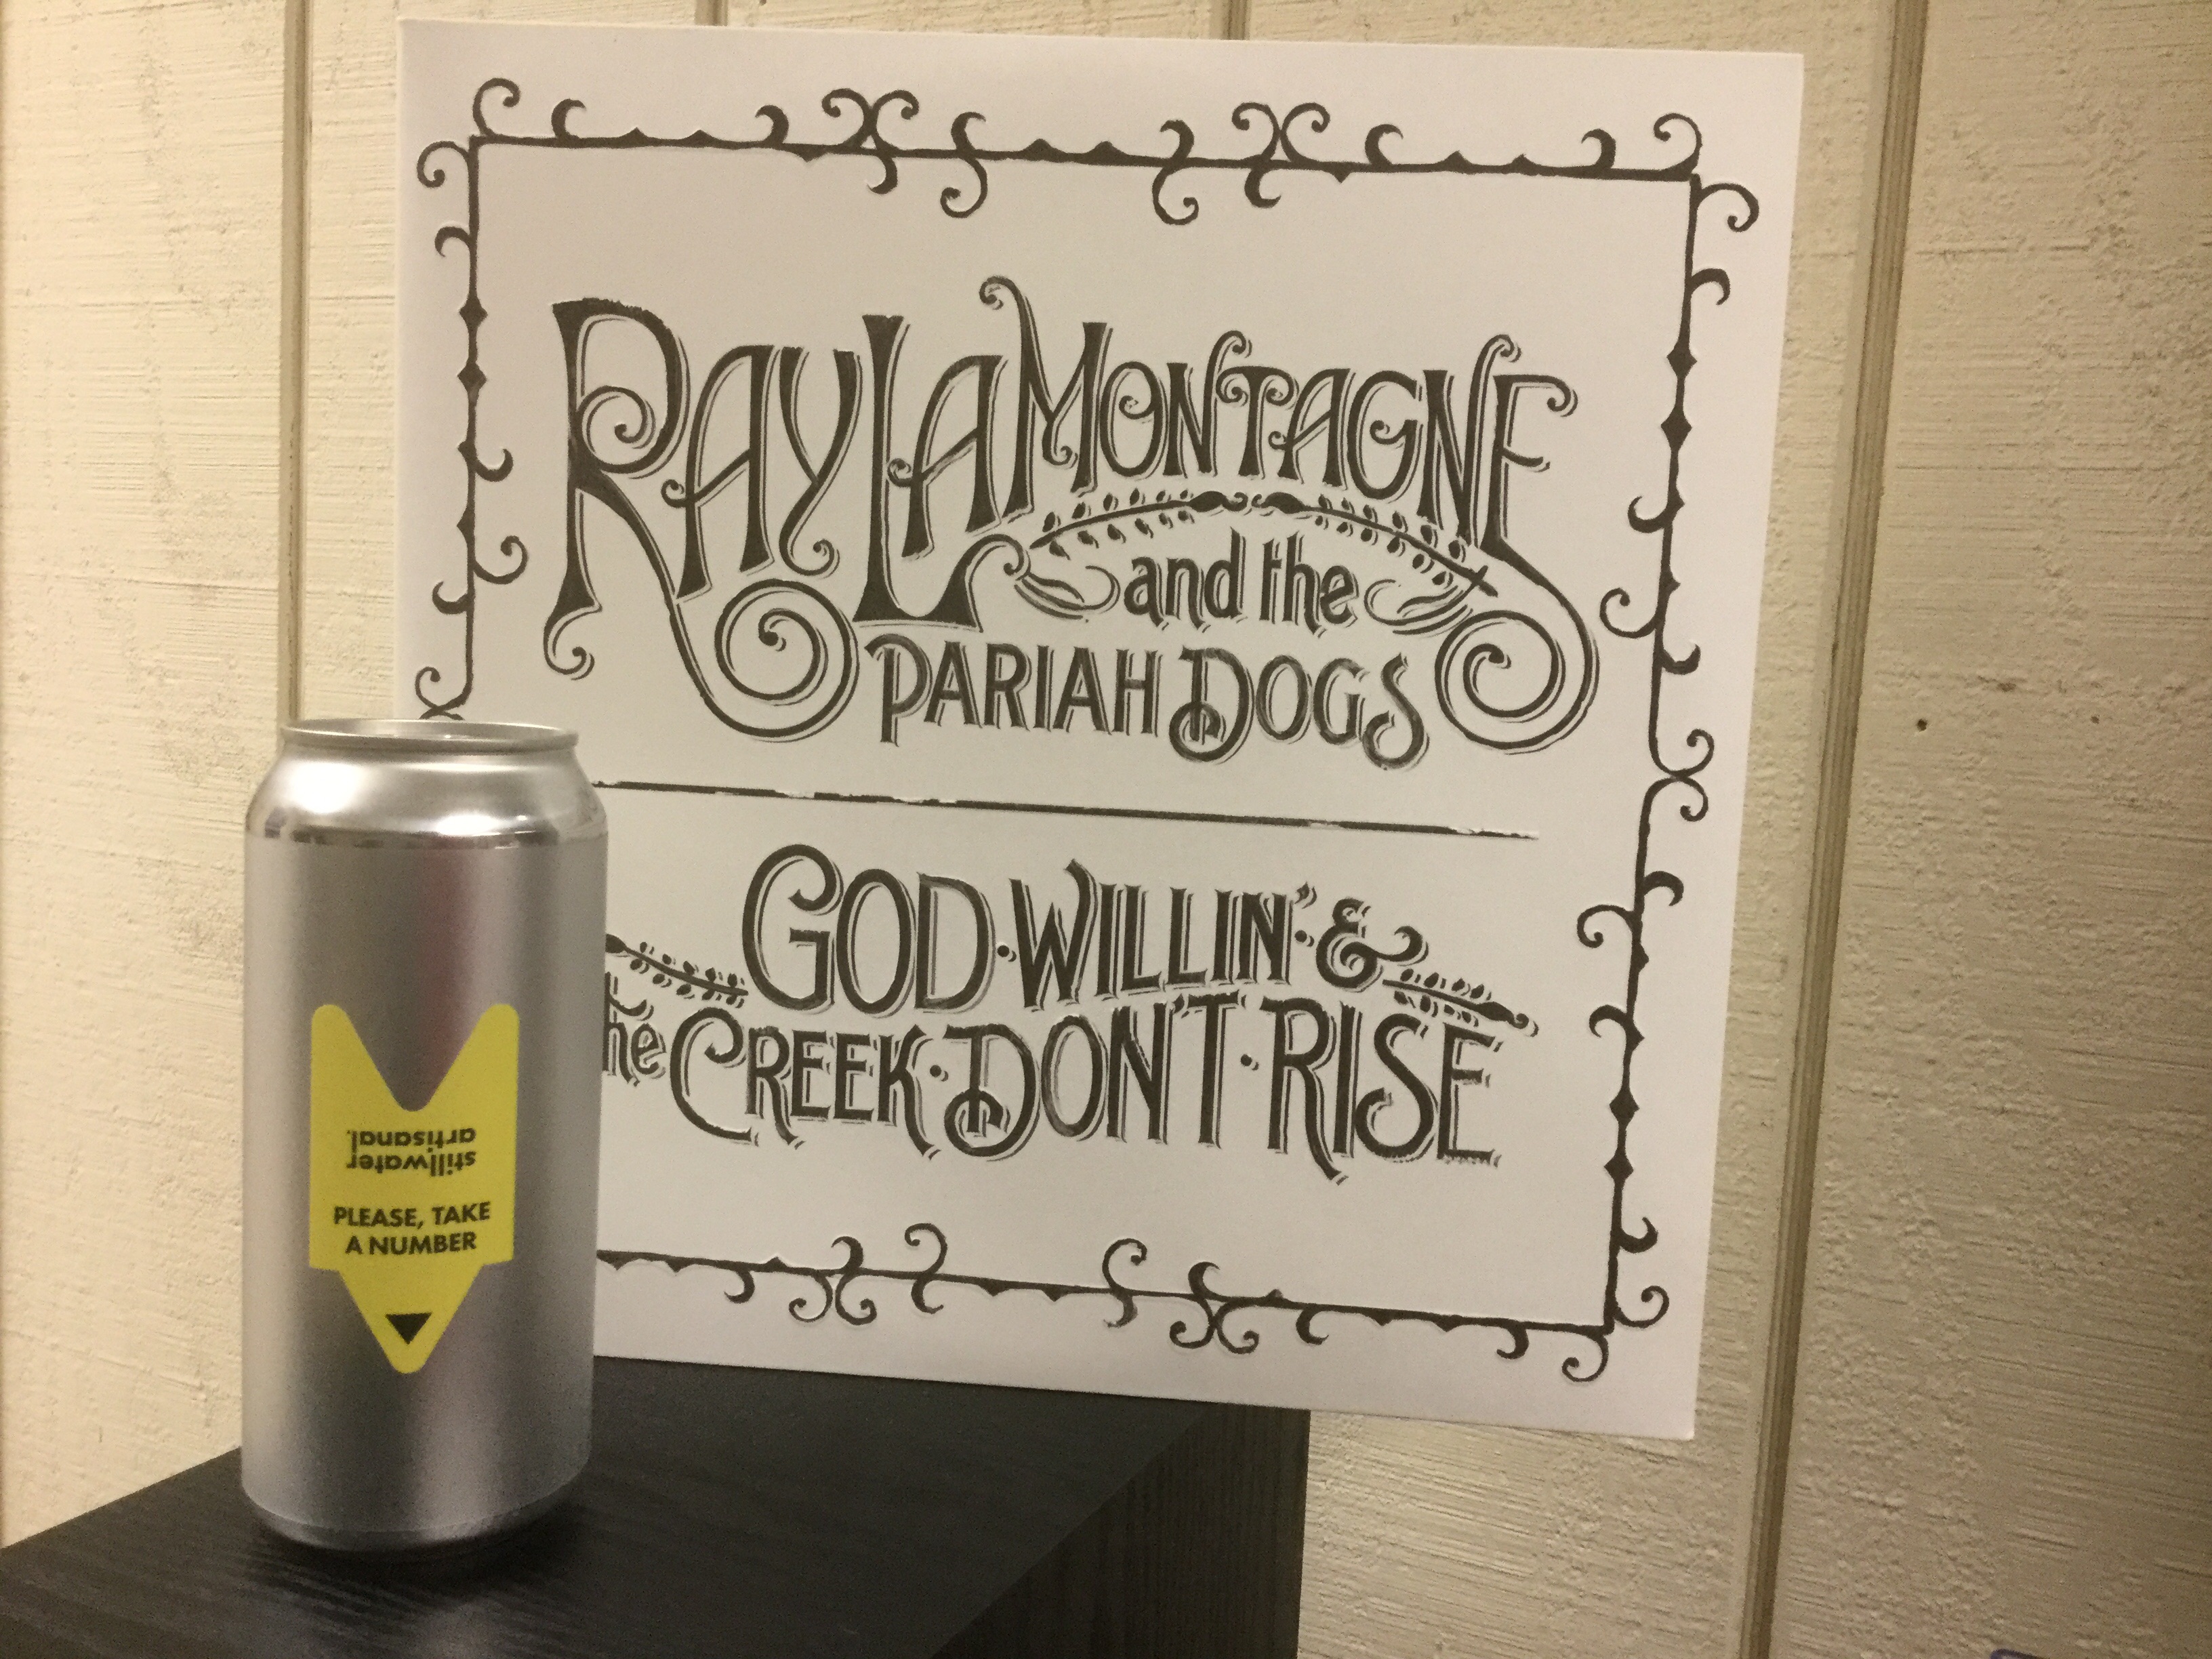 RAY LAMONTAGNE
and the
PARIAH DOGS
GOD·WILLIN'·&
the CREEK·DON'T·RISE
stillwater
artisanal
PLEASE, TAKE
A NUMBER